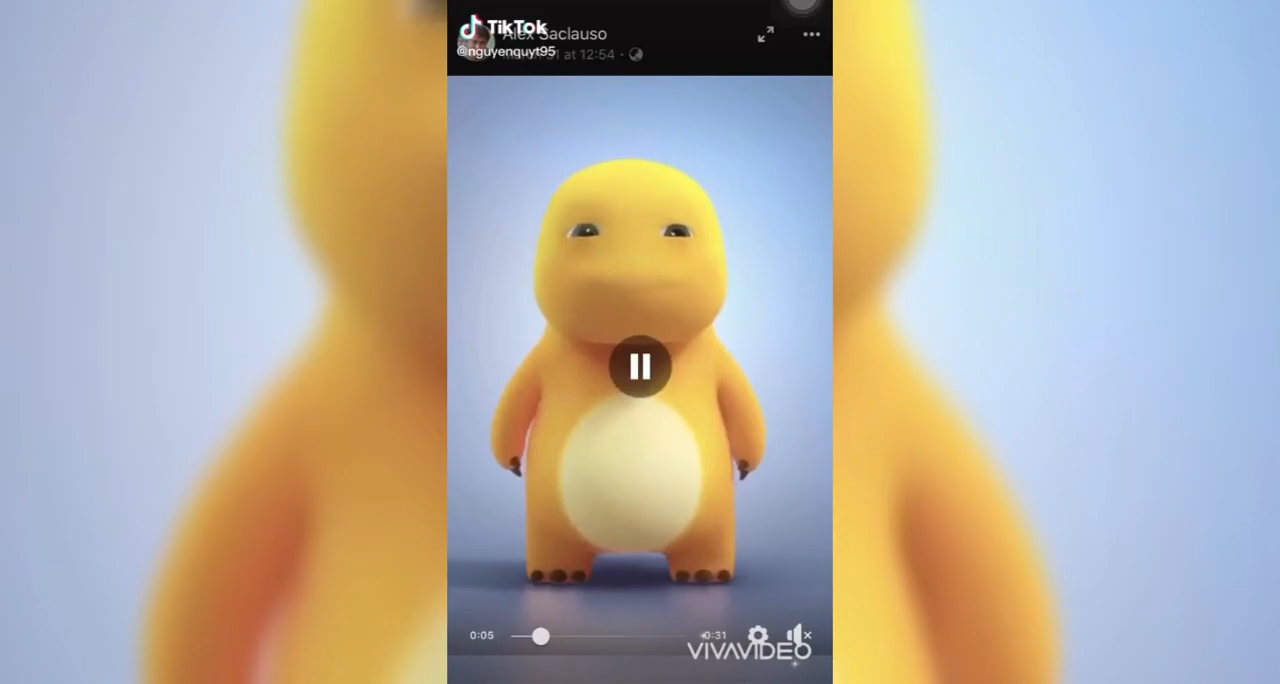 TikTok
Alex Saclauso
@nguyenquyt95
at 12:54
0:05
-0:31
VIVAVIDEO